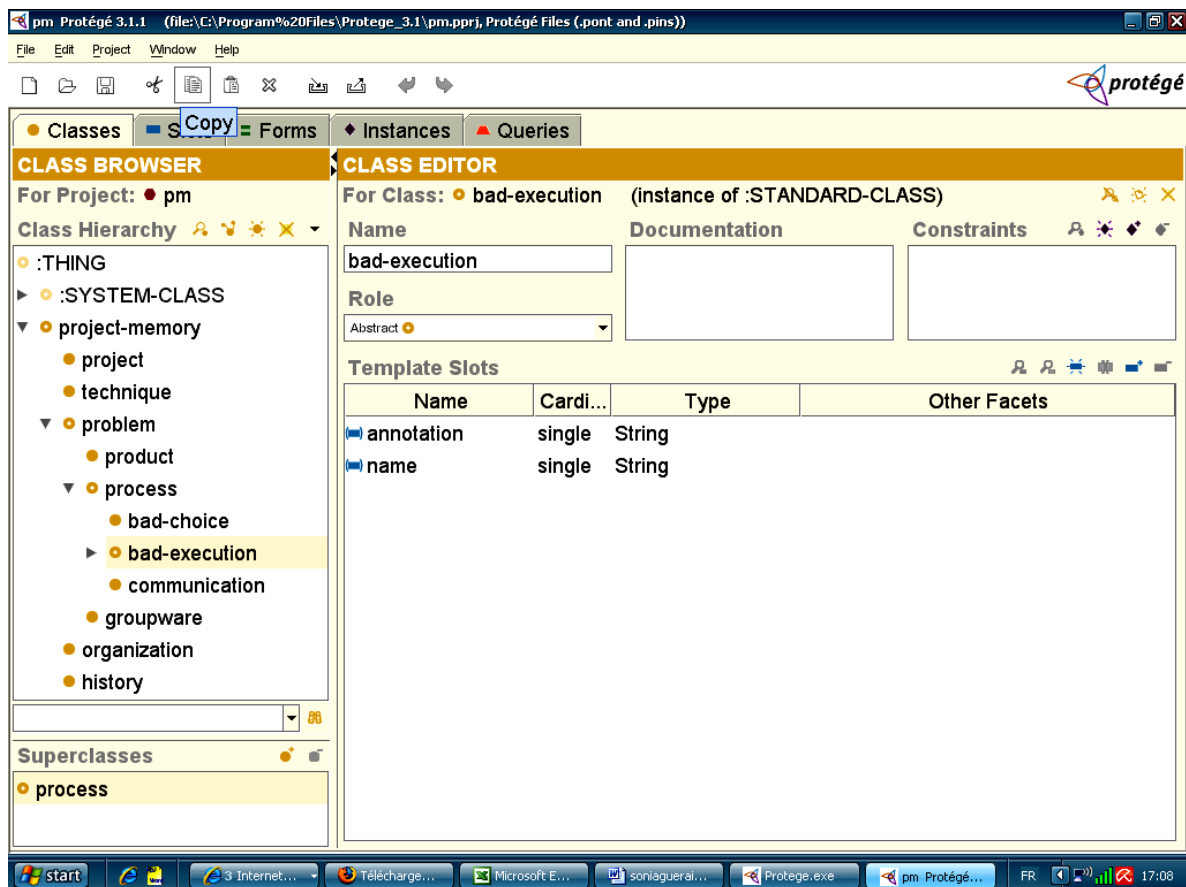 pm Protégé 3.1.1 (file:\C:\Program%20Files\Protege_3.1\pm.pprj, Protégé Files (.pont and .pins))
File Edit Project Window Help
protégé
Copy
Classes Forms Instances Queries
CLASS BROWSER
For Project: pm
Class Hierarchy
:THING
:SYSTEM-CLASS
project-memory
project
technique
problem
product
process
bad-choice
bad-execution
communication
groupware
organization
history
Superclasses
process
CLASS EDITOR
For Class: bad-execution (instance of :STANDARD-CLASS)
Name Documentation Constraints
bad-execution
Role
Abstract
Template Slots
Name Cardi... Type Other Facets
annotation single String
name single String
start 3 Internet... Télécharge... Microsoft E... soniaguerai... Protege.exe pm Protégé... FR 17:08